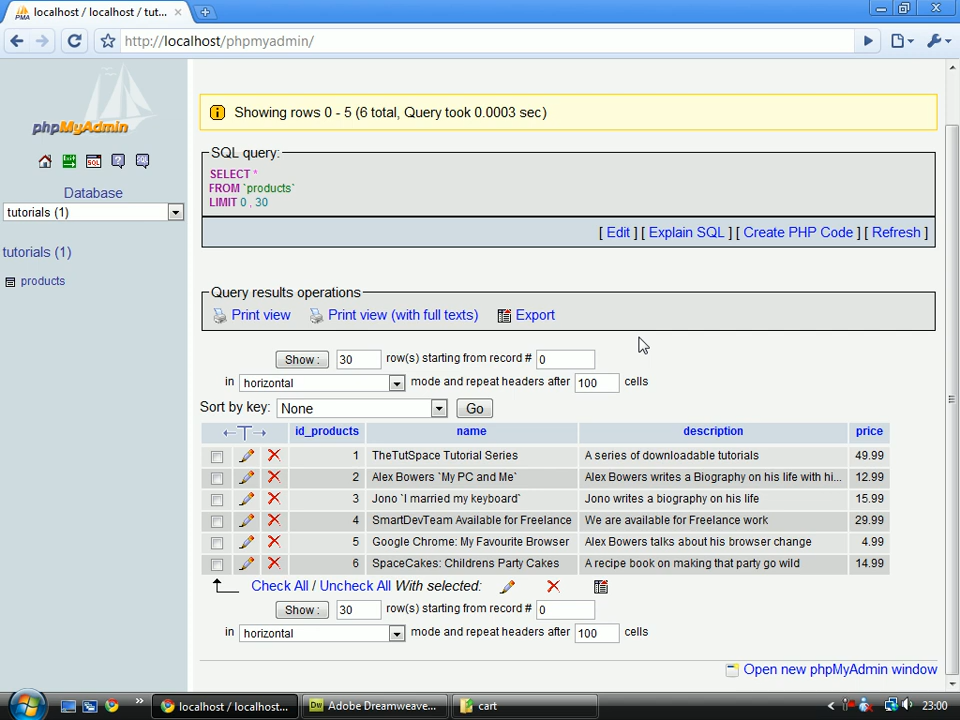 localhost / localhost / tut...
http://localhost/phpmyadmin/
phpMyAdmin
SQL
Database
tutorials (1)
tutorials (1)
products
Showing rows 0 - 5 (6 total, Query took 0.0003 sec)
SQL query:
SELECT *
FROM `products`
LIMIT 0 , 30
[ Edit ] [ Explain SQL ] [ Create PHP Code ] [ Refresh ]
Query results operations
Print view Print view (with full texts) Export
Show : 30 row(s) starting from record # 0
in horizontal mode and repeat headers after 100 cells
Sort by key: None Go
←T→ id_products name description price
1 TheTutSpace Tutorial Series A series of downloadable tutorials 49.99
2 Alex Bowers `My PC and Me` Alex Bowers writes a Biography on his life with hi... 12.99
3 Jono `I married my keyboard` Jono writes a biography on his life 15.99
4 SmartDevTeam Available for Freelance We are available for Freelance work 29.99
5 Google Chrome: My Favourite Browser Alex Bowers talks about his browser change 4.99
6 SpaceCakes: Childrens Party Cakes A recipe book on making that party go wild 14.99
Check All / Uncheck All With selected:
Show : 30 row(s) starting from record # 0
in horizontal mode and repeat headers after 100 cells
Open new phpMyAdmin window
localhost / localhost... Adobe Dreamweave... cart 23:00